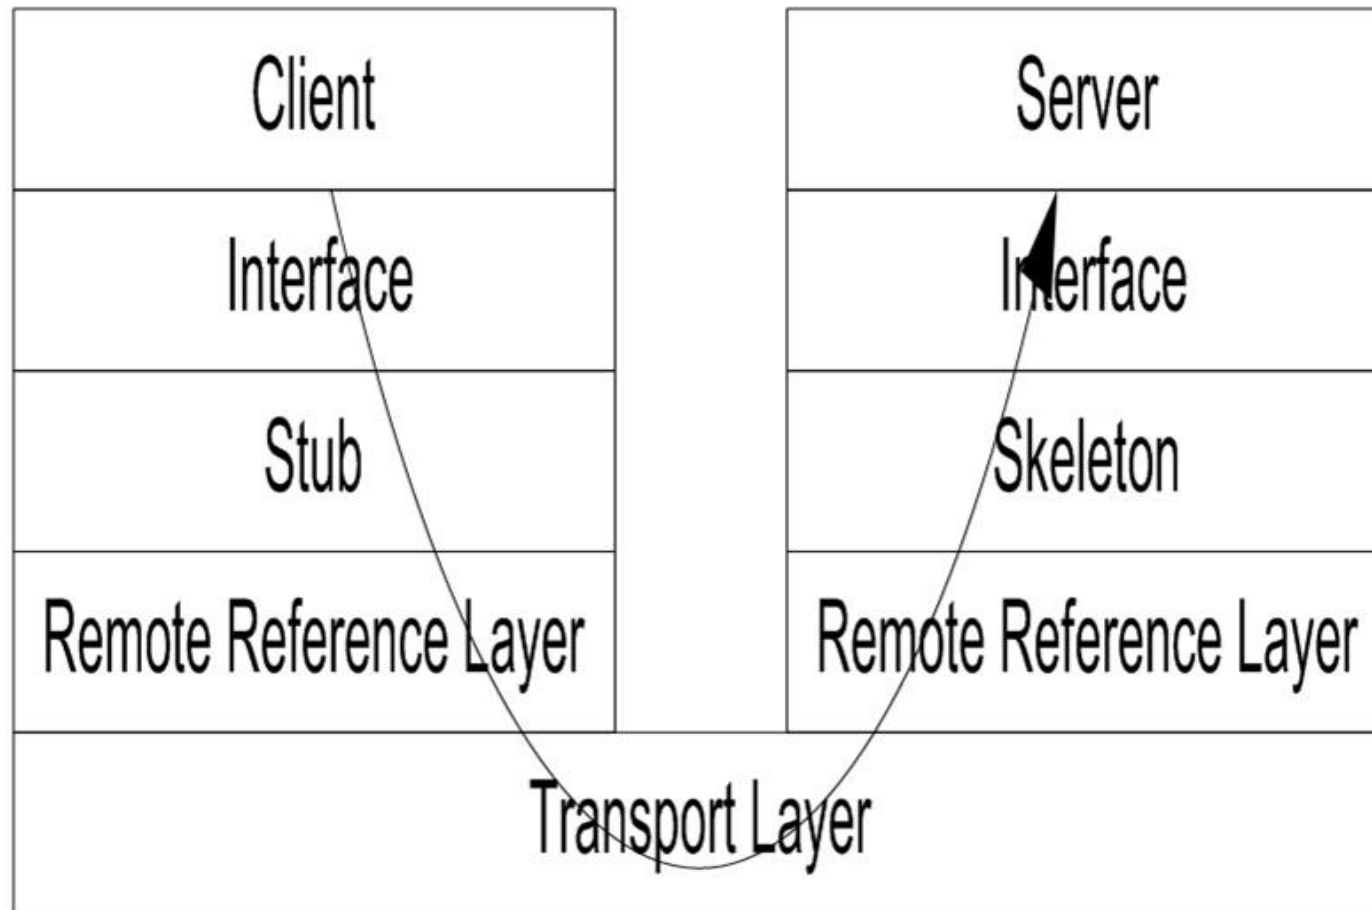 Client
Server
Interface
Interface
Stub
Skeleton
Remote Reference Layer
Remote Reference Layer
Transport Layer